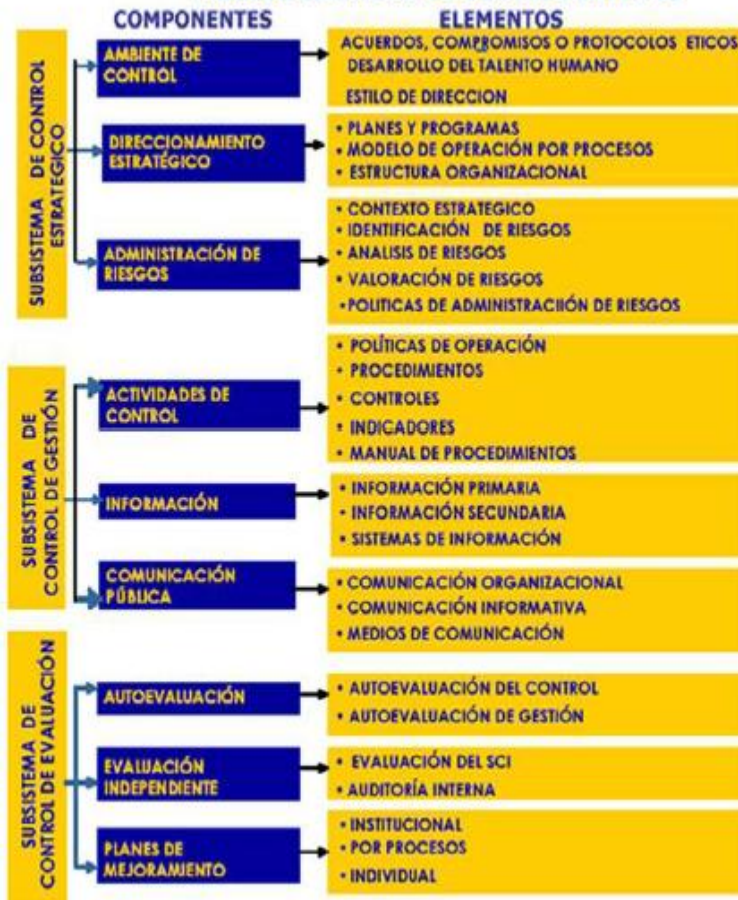 COMPONENTES
ELEMENTOS
SUBSISTEMA DE CONTROL
ESTRATEGICO
AMBIENTE DE
CONTROL
ACUERDOS, COMPROMISOS O PROTOCOLOS ETICOS
DESARROLLO DEL TALENTO HUMANO
ESTILO DE DIRECCION
DIRECCIONAMIENTO
ESTRATÉGICO
• PLANES Y PROGRAMAS
• MODELO DE OPERACIÓN POR PROCESOS
• ESTRUCTURA ORGANIZACIONAL
ADMINISTRACIÓN DE
RIESGOS
• CONTEXTO ESTRATEGICO
• IDENTIFICACIÓN DE RIESGOS
• ANALISIS DE RIESGOS
• VALORACIÓN DE RIESGOS
•POLITICAS DE ADMINISTRACIIÓN DE RIESGOS
SUBSISTEMA DE
CONTROL DE GESTIÓN
ACTIVIDADES DE
CONTROL
• POLÍTICAS DE OPERACIÓN
• PROCEDIMIENTOS
• CONTROLES
• INDICADORES
• MANUAL DE PROCEDIMIENTOS
INFORMACIÓN
• INFORMACIÓN PRIMARIA
• INFORMACIÓN SECUNDARIA
• SISTEMAS DE INFORMACIÓN
COMUNICACIÓN
PÚBLICA
• COMUNICACIÓN ORGANIZACIONAL
• COMUNICACIÓN INFORMATIVA
• MEDIOS DE COMUNICACIÓN
SUBSISTEMA DE
CONTROL DE EVALUACIÓN
AUTOEVALUACIÓN
• AUTOEVALUACIÓN DEL CONTROL
• AUTOEVALUACIÓN DE GESTIÓN
EVALUACIÓN
INDEPENDIENTE
• EVALUACIÓN DEL SCI
• AUDITORÍA INTERNA
PLANES DE
MEJORAMIENTO
• INSTITUCIONAL
• POR PROCESOS
• INDIVIDUAL